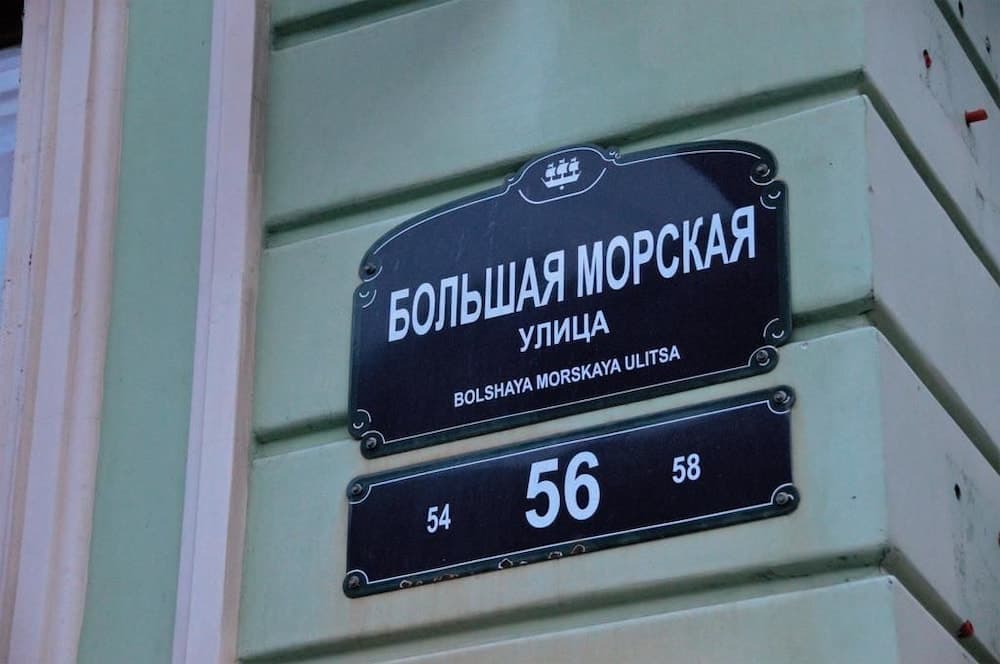 БОЛЬШАЯ МОРСКАЯ
УЛИЦА
BOLSHAYA MORSKAYA ULITSA
54 56 58